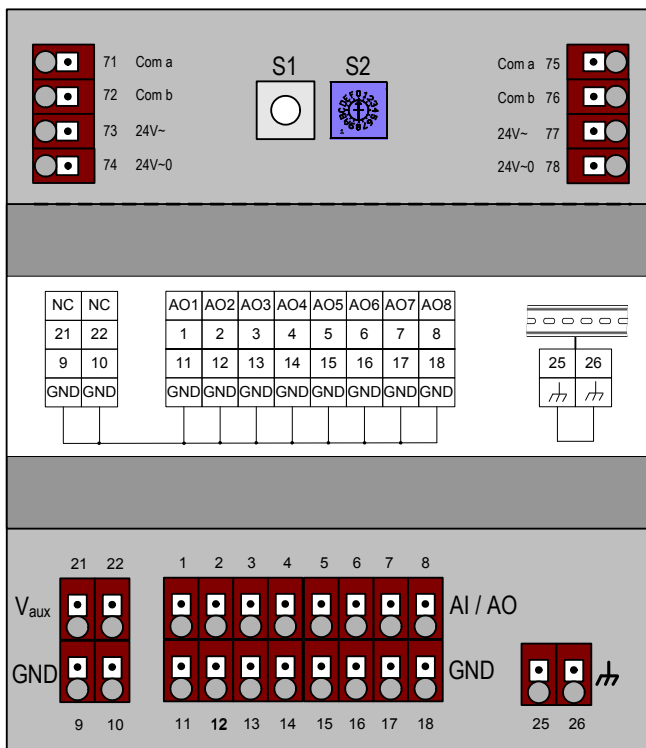 S1 S2
71 Com a
72 Com b
73 24V~
74 24V~0
Com a 75
Com b 76
24V~ 77
24V~0 78
NC NC AO1 AO2 AO3 AO4 AO5 AO6 AO7 AO8
21 22 1 2 3 4 5 6 7 8 
9 10 11 12 13 14 15 16 17 18 25 26
GND GND GND GND GND GND GND GND GND GND
21 22 1 2 3 4 5 6 7 8
Vaux AI / AO
GND GND
9 10 11 12 13 14 15 16 17 18 25 26